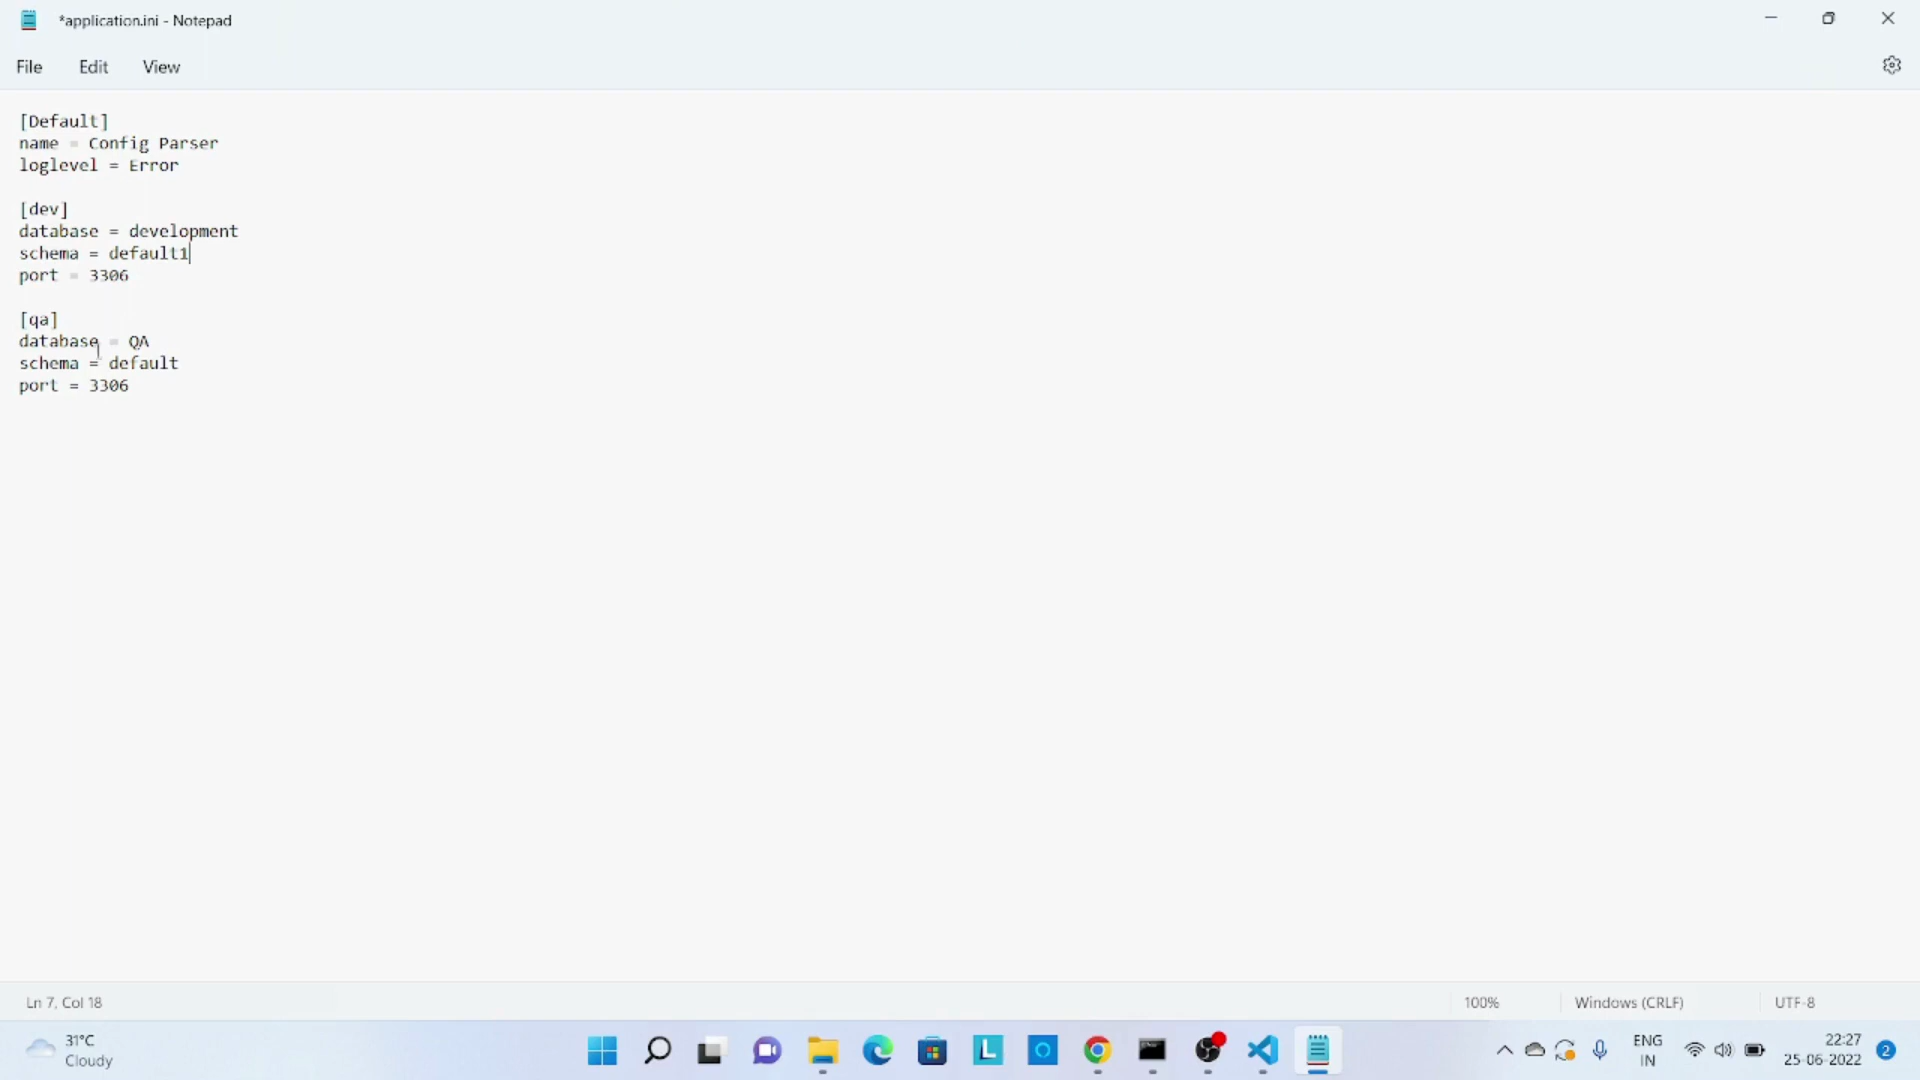 *application.ini - Notepad
File Edit View
[Default]
name = Config Parser
loglevel = Error
[dev]
database = development
schema = default1
port = 3306
[qa]
database = QA
schema = default
port = 3306
Ln 7, Col 18 100% Windows (CRLF) UTF-8
31°C
Cloudy
L
ENG
IN
22:27
25-06-2022
2